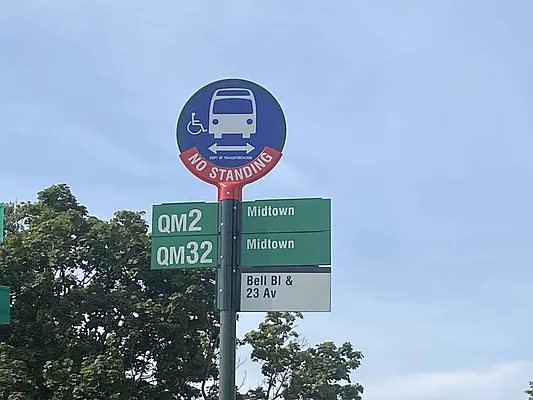 DEPT OF TRANSPORTATION
NO STANDING
QM2 Midtown
QM32 Midtown
Bell Bl &
23 Av